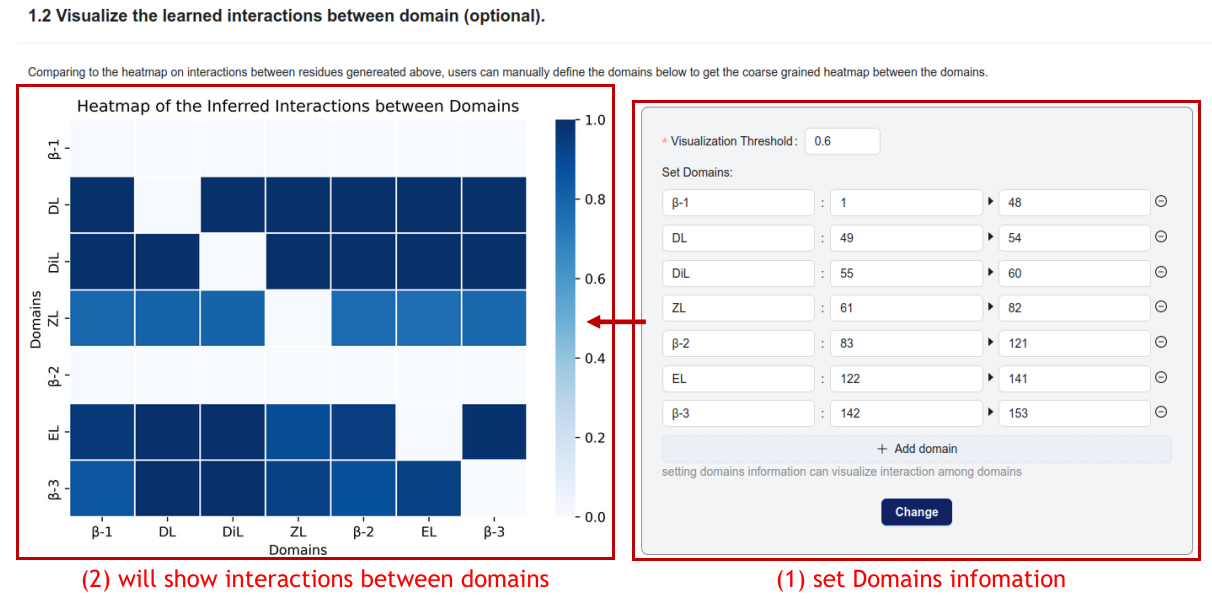 1.2 Visualize the learned interactions between domain (optional).
Comparing to the heatmap on interactions between residues genereated above, users can manually define the domains below to get the coarse grained heatmap between the domains.
Heatmap of the Inferred Interactions between Domains
Domains
β-1
DL
DiL
ZL
β-2
EL
β-3
β-1 DL DiL ZL β-2 EL β-3
Domains
1.0
0.8
0.6
0.4
0.2
0.0
(2) will show interactions between domains
* Visualization Threshold: 0.6
Set Domains:
β-1 : 1 48
DL : 49 54
DiL : 55 60
ZL : 61 82
β-2 : 83 121
EL : 122 141
β-3 : 142 153
+ Add domain
setting domains information can visualize interaction among domains
Change
(1) set Domains infomation